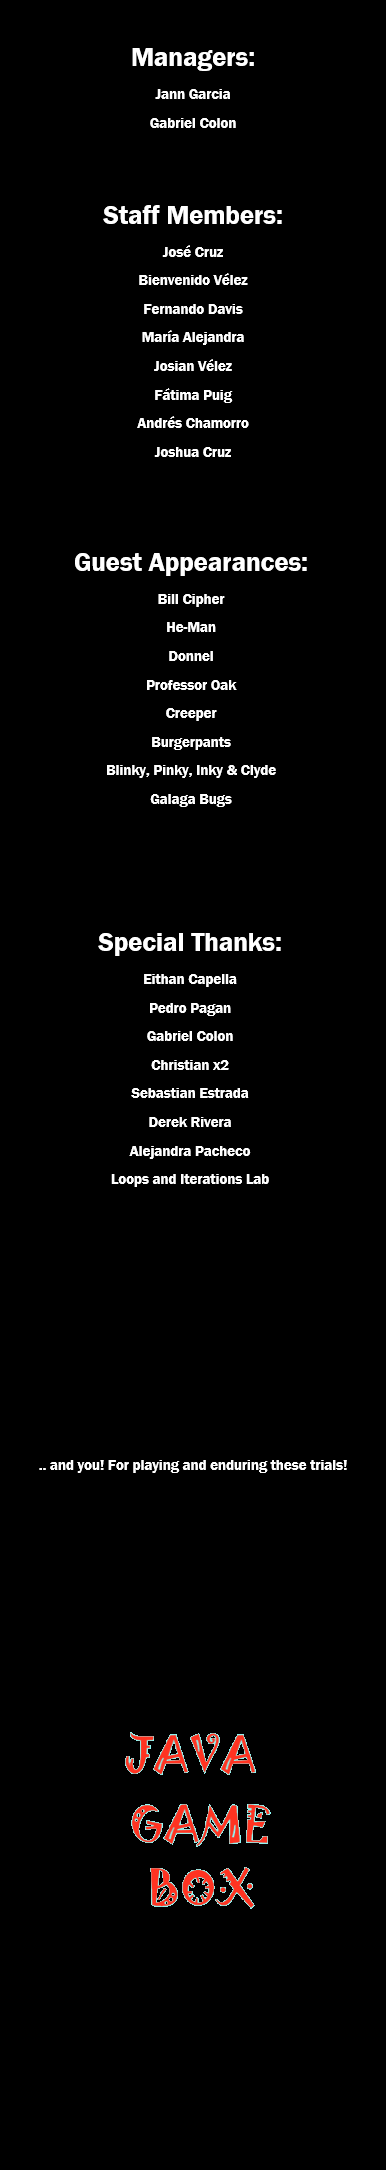 Managers:
Jann Garcia
Gabriel Colon
Staff Members:
José Cruz
Bienvenido Vélez
Fernando Davis
María Alejandra
Josian Vélez
Fátima Puig
Andrés Chamorro
Joshua Cruz
Guest Appearances:
Bill Cipher
He-Man
Donnel
Professor Oak
Creeper
Burgerpants
Blinky, Pinky, Inky & Clyde
Galaga Bugs
Special Thanks:
Eithan Capella
Pedro Pagan
Gabriel Colon
Christian x2
Sebastian Estrada
Derek Rivera
Alejandra Pacheco
Loops and Iterations Lab
.. and you! For playing and enduring these trials!
JAVA
GAME
BOX